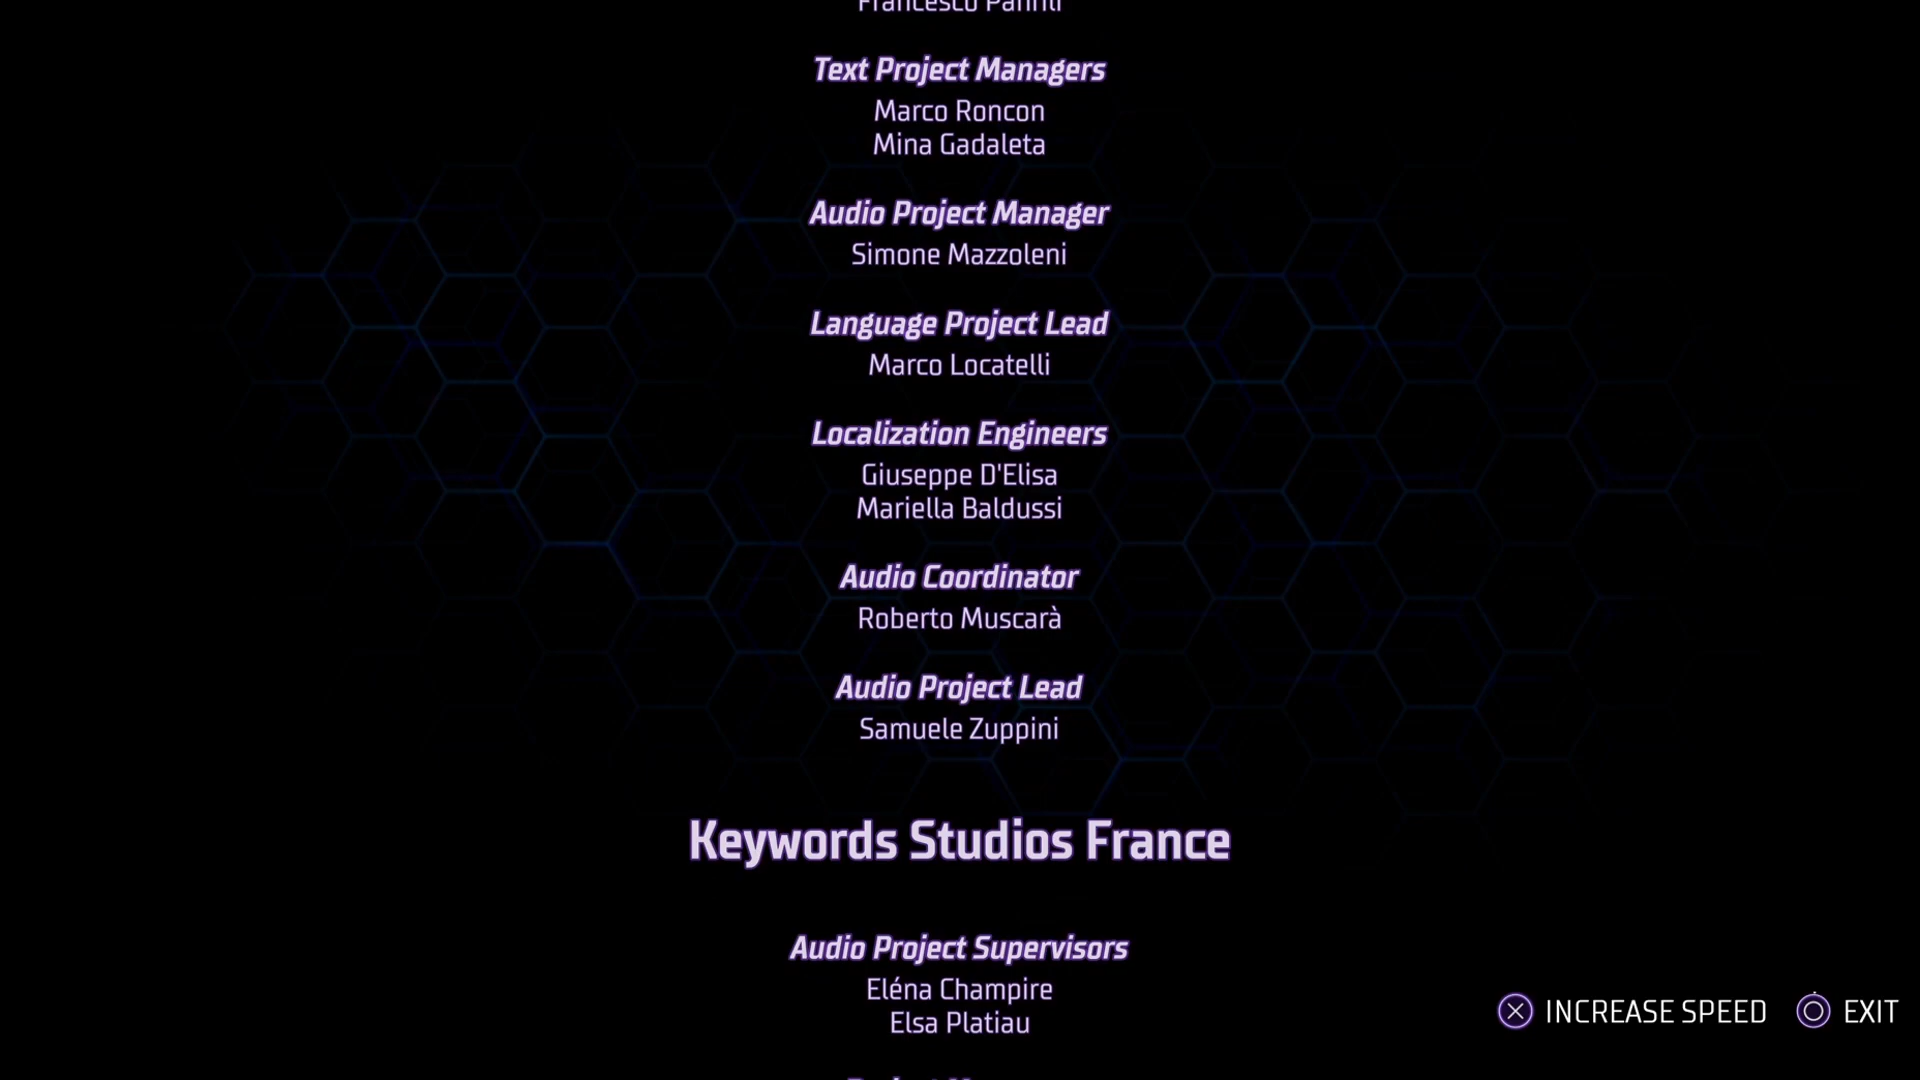 Francesco
Text Project Managers
Marco Roncon
Mina Gadaleta
Audio Project Manager
Simone Mazzoleni
Language Project Lead
Marco Locatelli
Localization Engineers
Giuseppe D'Elisa
Mariella Baldussi
Audio Coordinator
Roberto Muscarà
Audio Project Lead
Samuele Zuppini
Keywords Studios France
Audio Project Supervisors
Eléna Champire
Elsa Platiau
INCREASE SPEED
EXIT